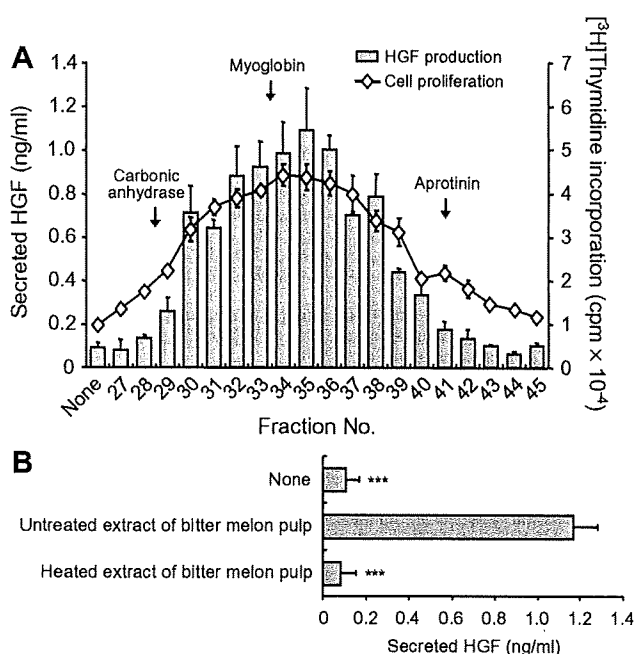 A
HGF production
Cell proliferation
Myoglobin
Carbonic
anhydrase
Aprotinin
Secreted HGF (ng/ml)
1.4
1.2
1.0
0.8
0.6
0.4
0.2
0
[³H]Thymidine incorporation (cpm × 10⁻⁴)
7
6
5
4
3
2
1
0
None 27 28 29 30 31 32 33 34 35 36 37 38 39 40 41 42 43 44 45
Fraction No.
B
None
***
Untreated extract of bitter melon pulp
Heated extract of bitter melon pulp
***
0 0.2 0.4 0.6 0.8 1.0 1.2 1.4
Secreted HGF (ng/ml)